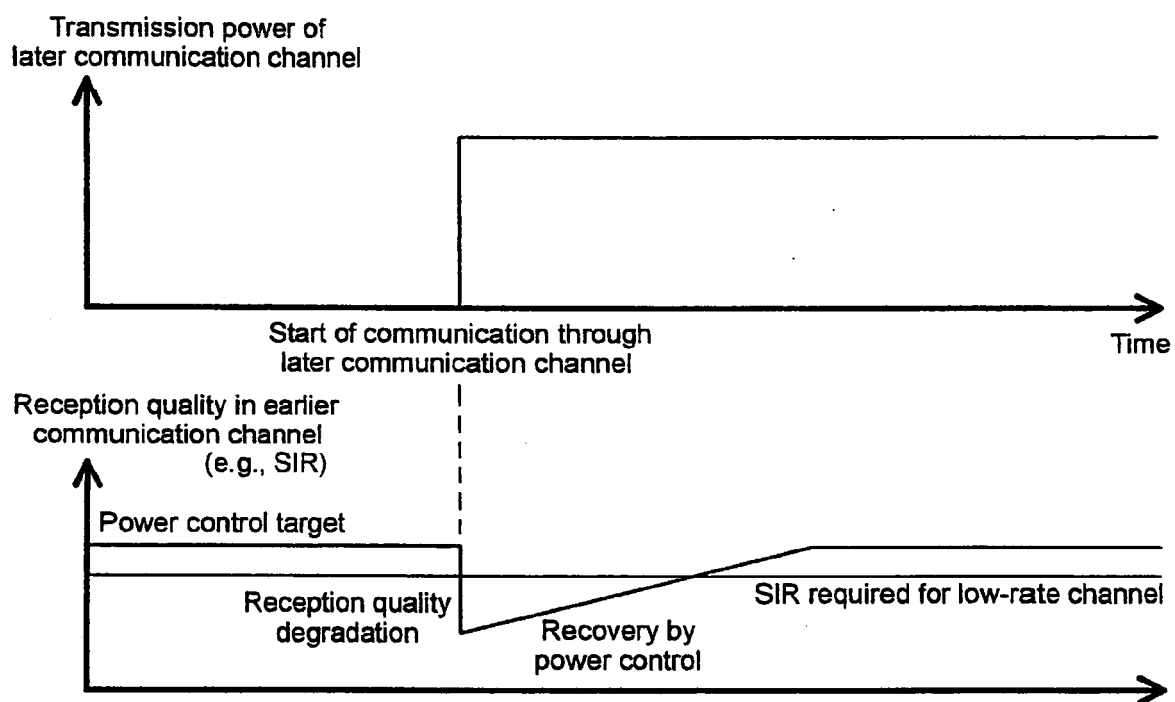 Transmission power of
later communication channel
Start of communication through
later communication channel
Time
Reception quality in earlier
communication channel
(e.g., SIR)
Power control target
SIR required for low-rate channel
Reception quality
degradation
Recovery by
power control